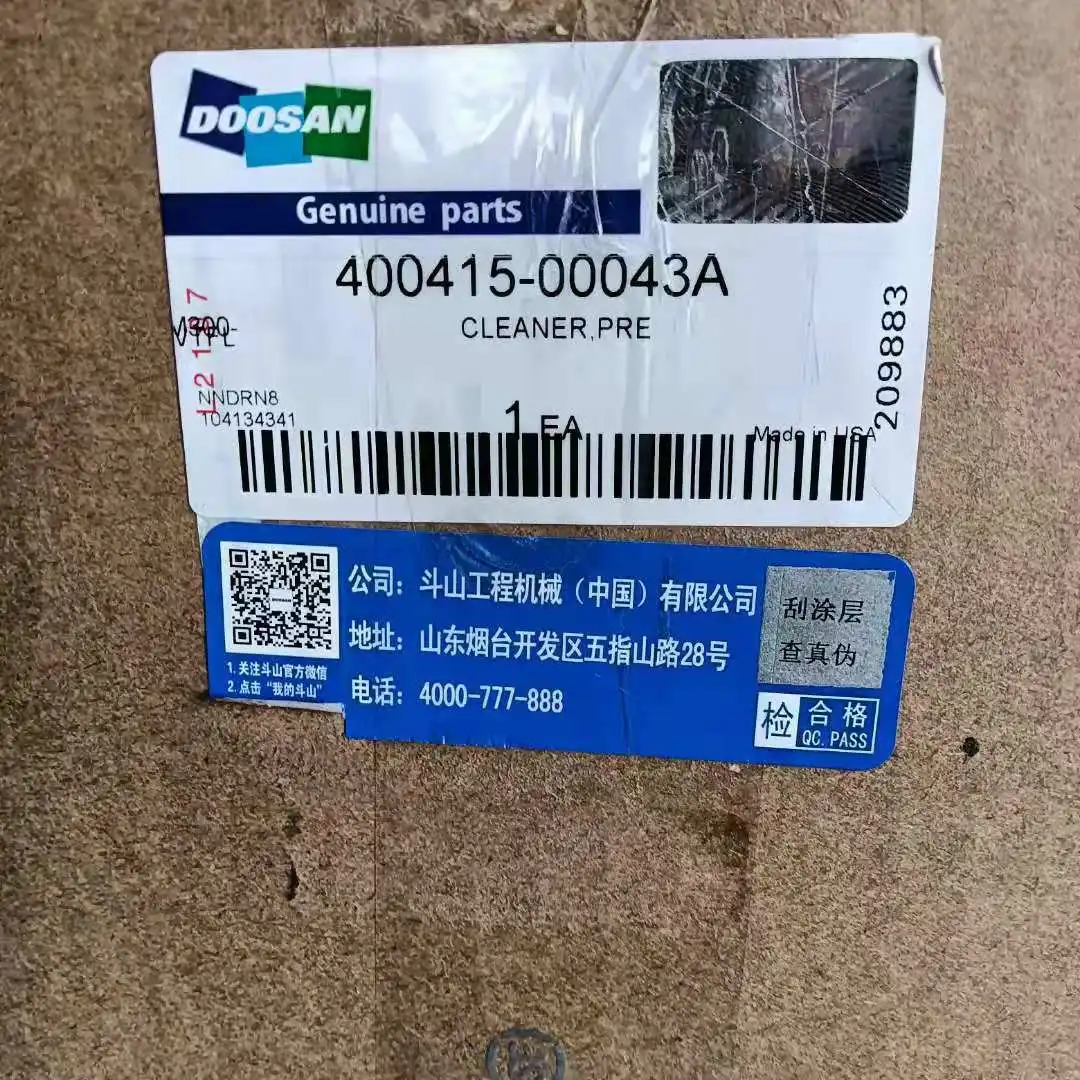 DOOSAN
Genuine parts
400415-00043A
CLEANER,PRE
209883
NNDRN8
104134341
1 EA
Made in USA
DOOSAN
1.关注斗山官方微信
2.点击“我的斗山”
公司：斗山工程机械（中国）有限公司
地址：山东烟台开发区五指山路28号
电话：4000-777-888
刮涂层
查真伪
检
合格
QC.PASS